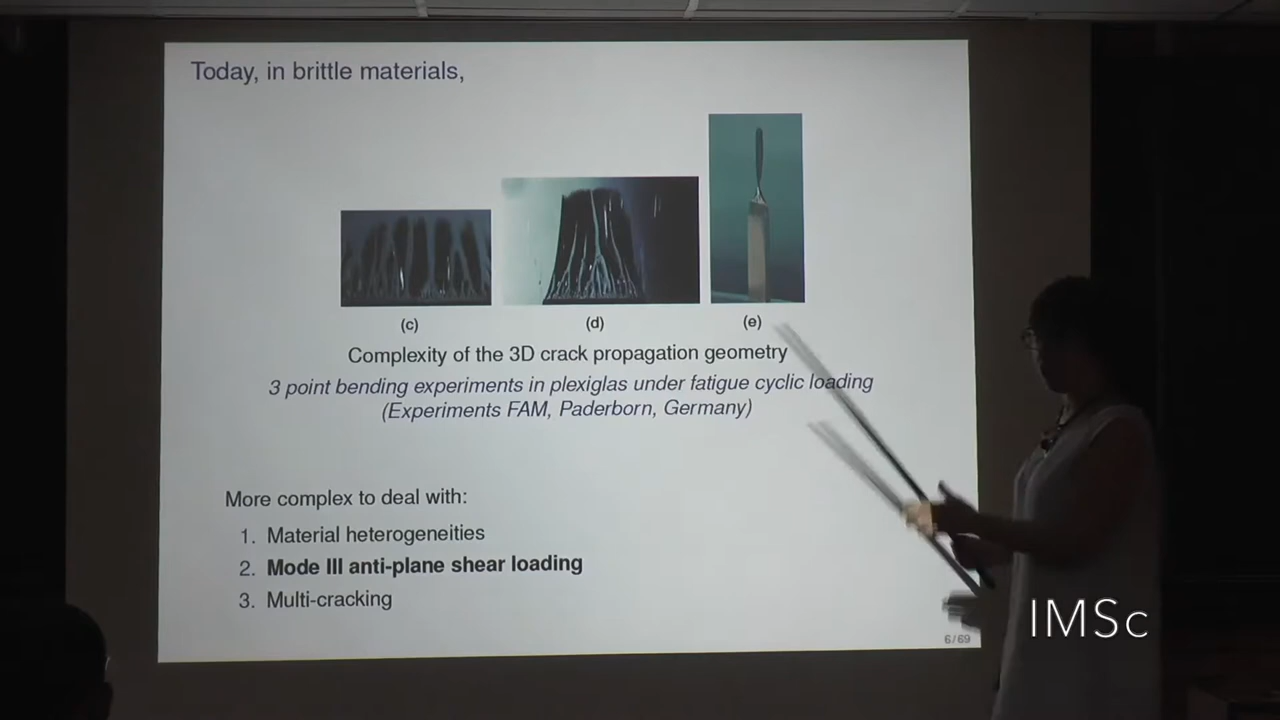 Today, in brittle materials,
(c) (d) (e)
Complexity of the 3D crack propagation geometry
3 point bending experiments in plexiglas under fatigue cyclic loading
(Experiments FAM, Paderborn, Germany)
More complex to deal with:
1. Material heterogeneities
2. Mode III anti-plane shear loading
3. Multi-cracking
6/69
IMSc